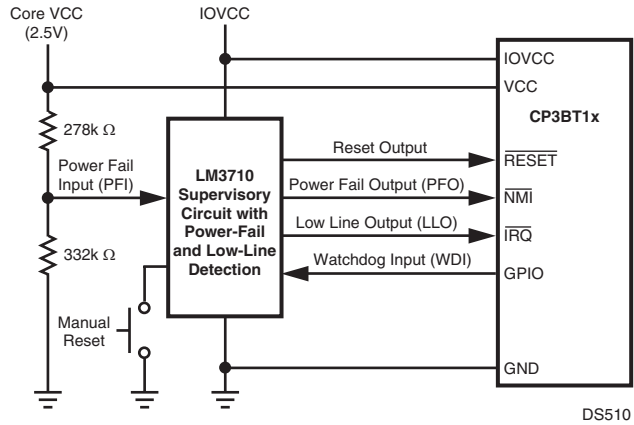 Core VCC
(2.5V)
IOVCC
IOVCC
VCC
CP3BT1x
278k Ω
Power Fail
Input (PFI)
332k Ω
LM3710
Supervisory
Circuit with
Power-Fail
and Low-Line
Detection
Reset Output
RESET
Power Fail Output (PFO)
NMI
Low Line Output (LLO)
IRQ
Watchdog Input (WDI)
GPIO
Manual
Reset
GND
DS510